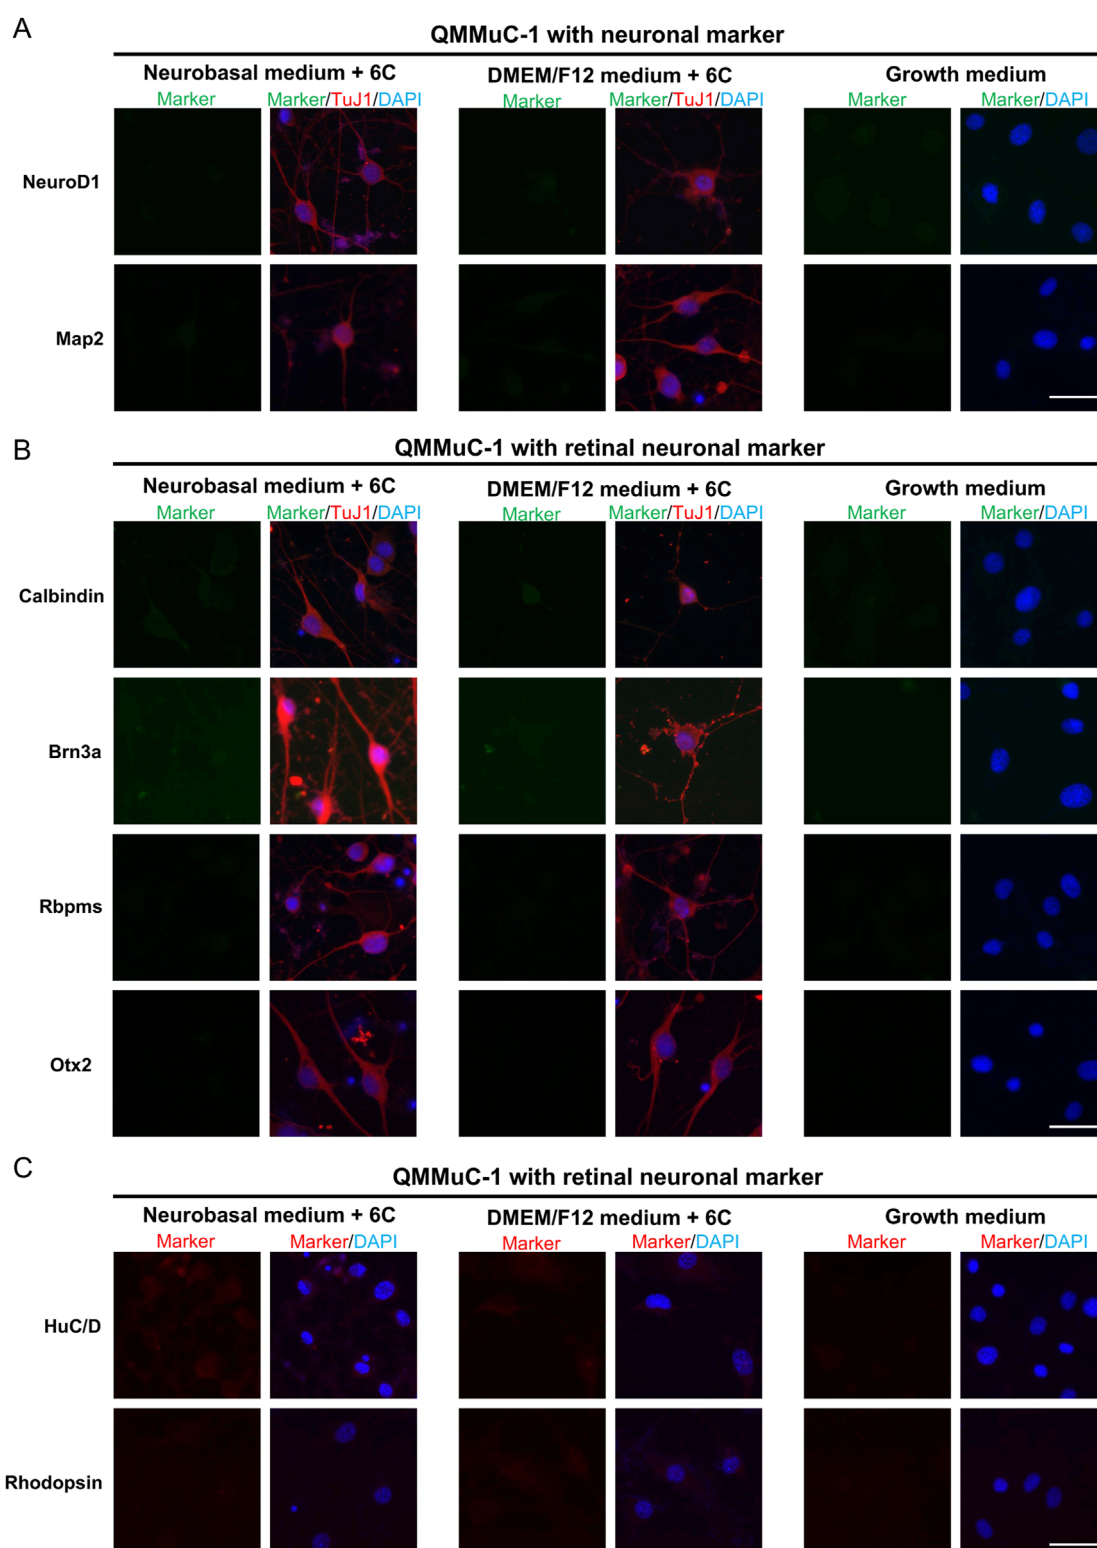 A
QMMuC-1 with neuronal marker
Neurobasal medium + 6C DMEM/F12 medium + 6C Growth medium
Marker Marker/TuJ1/DAPI Marker Marker/TuJ1/DAPI Marker Marker/DAPI
NeuroD1
Map2
B
QMMuC-1 with retinal neuronal marker
Neurobasal medium + 6C DMEM/F12 medium + 6C Growth medium
Marker Marker/TuJ1/DAPI Marker Marker/TuJ1/DAPI Marker Marker/DAPI
Calbindin
Brn3a
Rbpms
Otx2
C
QMMuC-1 with retinal neuronal marker
Neurobasal medium + 6C DMEM/F12 medium + 6C Growth medium
Marker Marker/DAPI Marker Marker/DAPI Marker Marker/DAPI
HuC/D
Rhodopsin